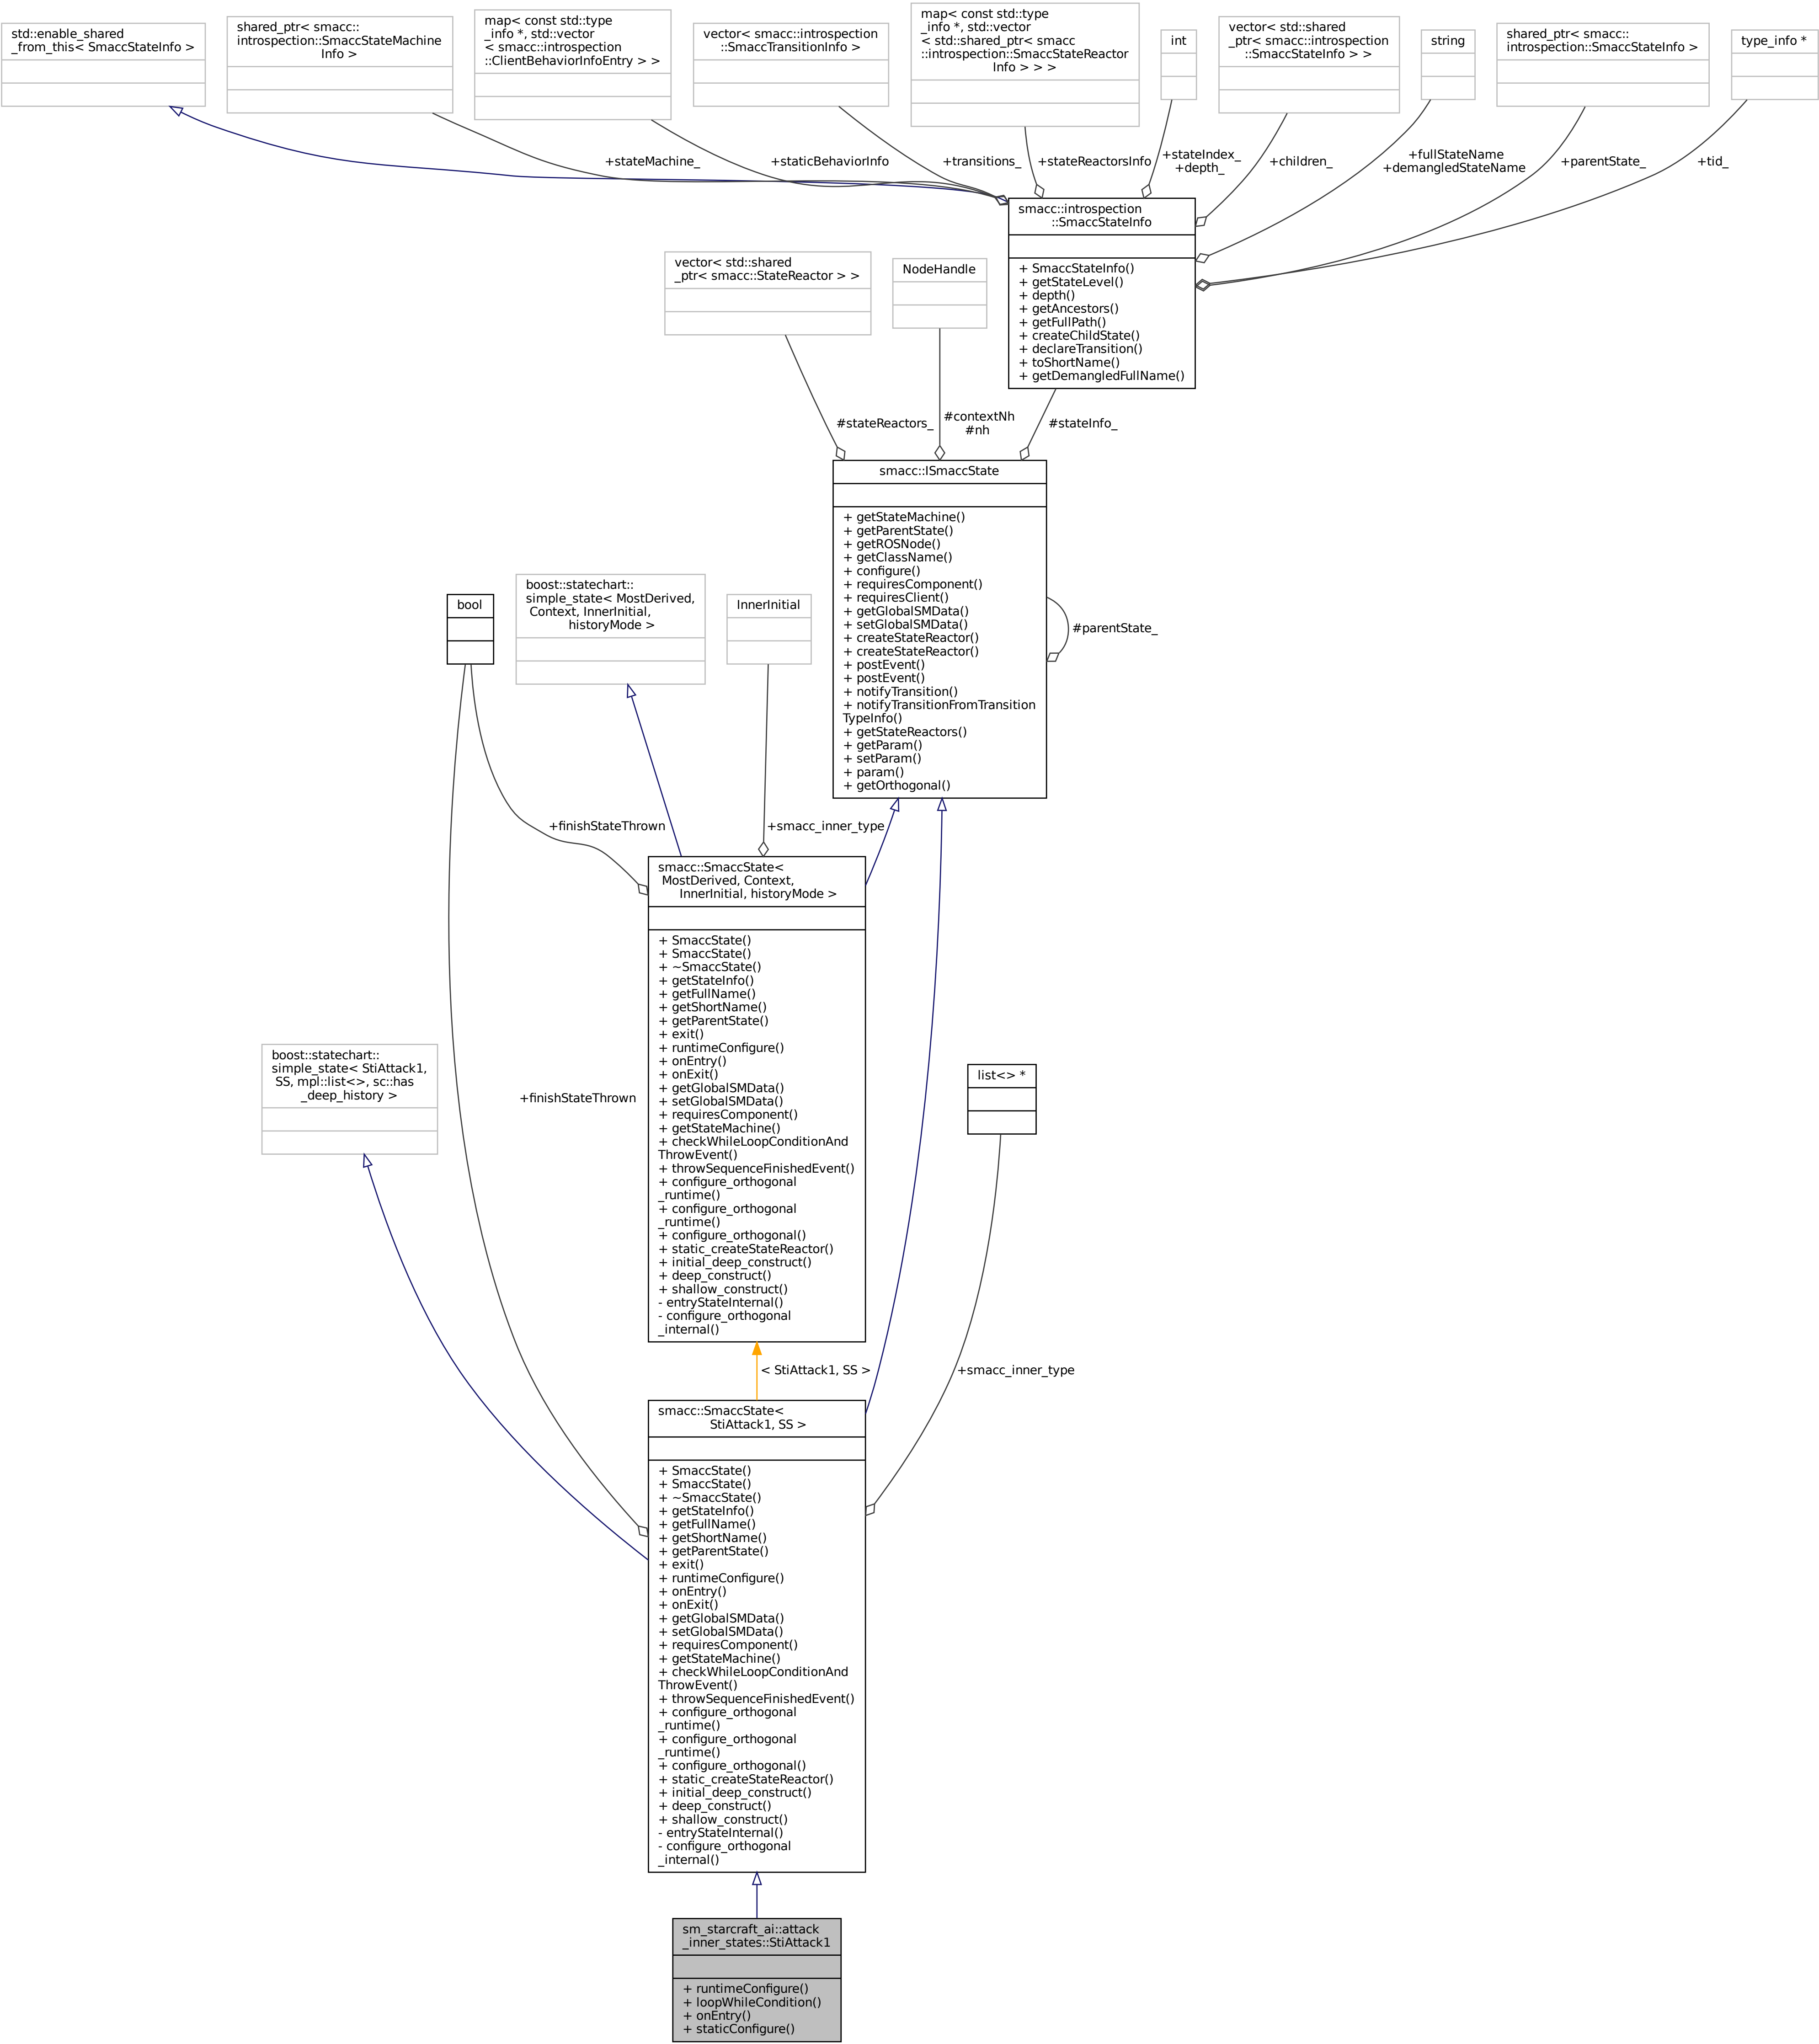 std::enable_shared
_from_this< SmaccStateInfo >
shared_ptr< smacc::
introspection::SmaccStateMachine
Info >
map< const std::type
_info *, std::vector
< smacc::introspection
::ClientBehaviorInfoEntry > >
vector< smacc::introspection
::SmaccTransitionInfo >
map< const std::type
_info *, std::vector
< std::shared_ptr< smacc
::introspection::SmaccStateReactor
Info > > >
int
vector< std::shared
_ptr< smacc::introspection
::SmaccStateInfo > >
string
shared_ptr< smacc::
introspection::SmaccStateInfo >
type_info *
+stateMachine_
+staticBehaviorInfo
+transitions_
+stateReactorsInfo
+stateIndex_
+depth_
+children_
+fullStateName
+demangledStateName
+parentState_
+tid_
smacc::introspection
::SmaccStateInfo
+ SmaccStateInfo()
+ getStateLevel()
+ depth()
+ getAncestors()
+ getFullPath()
+ createChildState()
+ declareTransition()
+ toShortName()
+ getDemangledFullName()
vector< std::shared
_ptr< smacc::StateReactor > >
NodeHandle
#stateReactors_
#contextNh
#nh
#stateInfo_
smacc::ISmaccState
+ getStateMachine()
+ getParentState()
+ getROSNode()
+ getClassName()
+ configure()
+ requiresComponent()
+ requiresClient()
+ getGlobalSMData()
+ setGlobalSMData()
+ createStateReactor()
+ createStateReactor()
+ postEvent()
+ postEvent()
+ notifyTransition()
+ notifyTransitionFromTransition
TypeInfo()
+ getStateReactors()
+ getParam()
+ setParam()
+ param()
+ getOrthogonal()
#parentState_
bool
boost::statechart::
simple_state< MostDerived,
Context, InnerInitial,
historyMode >
InnerInitial
+finishStateThrown
+smacc_inner_type
smacc::SmaccState<
MostDerived, Context,
InnerInitial, historyMode >
+ SmaccState()
+ SmaccState()
+ ~SmaccState()
+ getStateInfo()
+ getFullName()
+ getShortName()
+ getParentState()
+ exit()
+ runtimeConfigure()
+ onEntry()
+ onExit()
+ getGlobalSMData()
+ setGlobalSMData()
+ requiresComponent()
+ getStateMachine()
+ checkWhileLoopConditionAnd
ThrowEvent()
+ throwSequenceFinishedEvent()
+ configure_orthogonal
_runtime()
+ configure_orthogonal
_runtime()
+ configure_orthogonal()
+ static_createStateReactor()
+ initial_deep_construct()
+ deep_construct()
+ shallow_construct()
- entryStateInternal()
- configure_orthogonal
_internal()
boost::statechart::
simple_state< StiAttack1,
SS, mpl::list<>, sc::has
_deep_history >
+finishStateThrown
list<> *
< StiAttack1, SS >
+smacc_inner_type
smacc::SmaccState<
StiAttack1, SS >
+ SmaccState()
+ SmaccState()
+ ~SmaccState()
+ getStateInfo()
+ getFullName()
+ getShortName()
+ getParentState()
+ exit()
+ runtimeConfigure()
+ onEntry()
+ onExit()
+ getGlobalSMData()
+ setGlobalSMData()
+ requiresComponent()
+ getStateMachine()
+ checkWhileLoopConditionAnd
ThrowEvent()
+ throwSequenceFinishedEvent()
+ configure_orthogonal
_runtime()
+ configure_orthogonal
_runtime()
+ configure_orthogonal()
+ static_createStateReactor()
+ initial_deep_construct()
+ deep_construct()
+ shallow_construct()
- entryStateInternal()
- configure_orthogonal
_internal()
sm_starcraft_ai::attack
_inner_states::StiAttack1
+ runtimeConfigure()
+ loopWhileCondition()
+ onEntry()
+ staticConfigure()